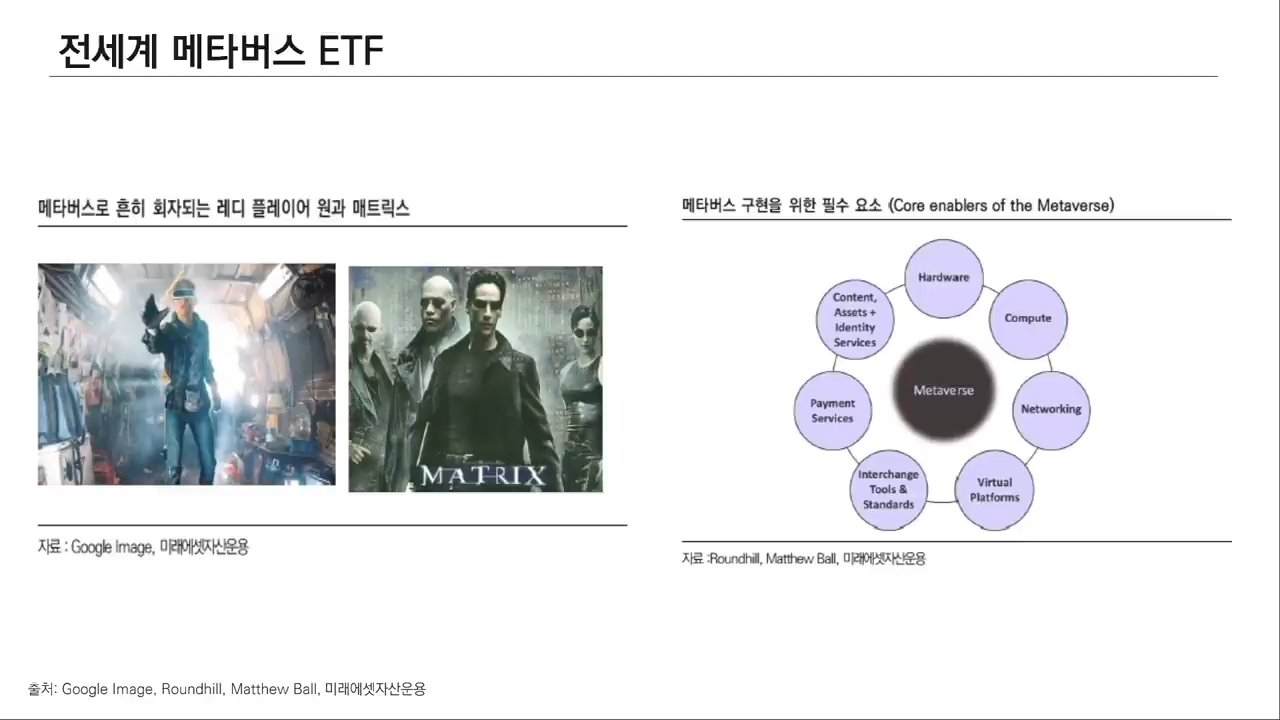 전세계 메타버스 ETF
메타버스로 흔히 회자되는 레디 플레이어 원과 매트릭스
MATRIX
자료 : Google Image, 미래에셋자산운용
메타버스 구현을 위한 필수 요소 (Core enablers of the Metaverse)
Hardware
Compute
Networking
Virtual
Platforms
Interchange
Tools &
Standards
Payment
Services
Content,
Assets +
Identity
Services
Metaverse
자료 :Roundhill, Matthew Ball, 미래에셋자산운용
출처: Google Image, Roundhill, Matthew Ball, 미래에셋자산운용